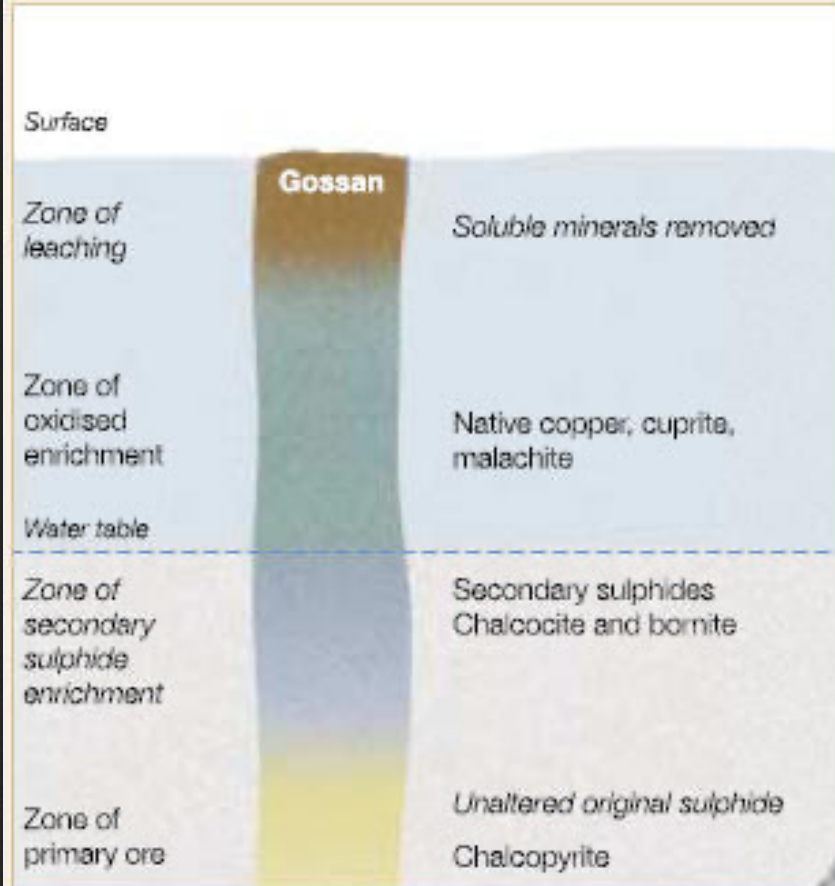 Surface
Gossan
Zone of
leaching
Soluble minerals removed
Zone of
oxidised
enrichment
Native copper, cuprite,
malachite
Water table
Zone of
secondary
sulphide
enrichment
Secondary sulphides
Chalcocite and bornite
Zone of
primary ore
Unaltered original sulphide
Chalcopyrite